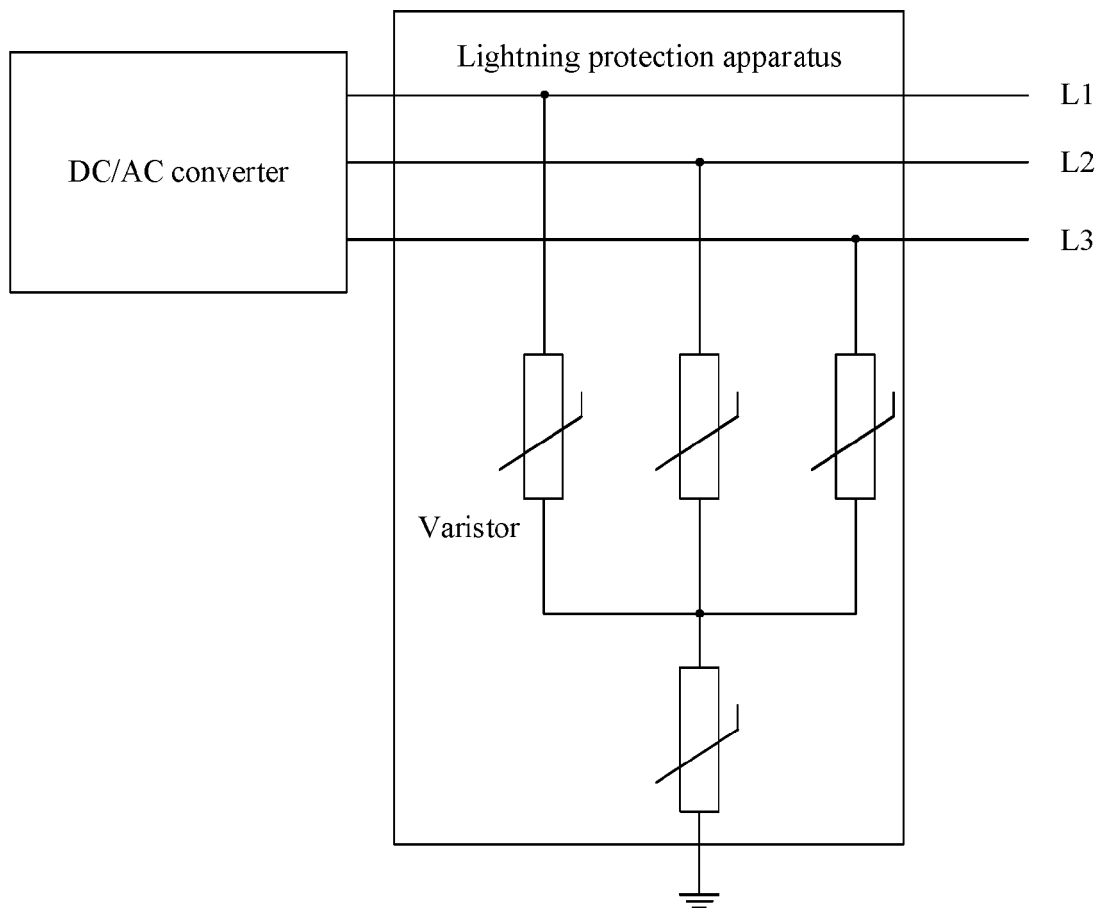 Lightning protection apparatus
L1
DC/AC converter
L2
L3
Varistor